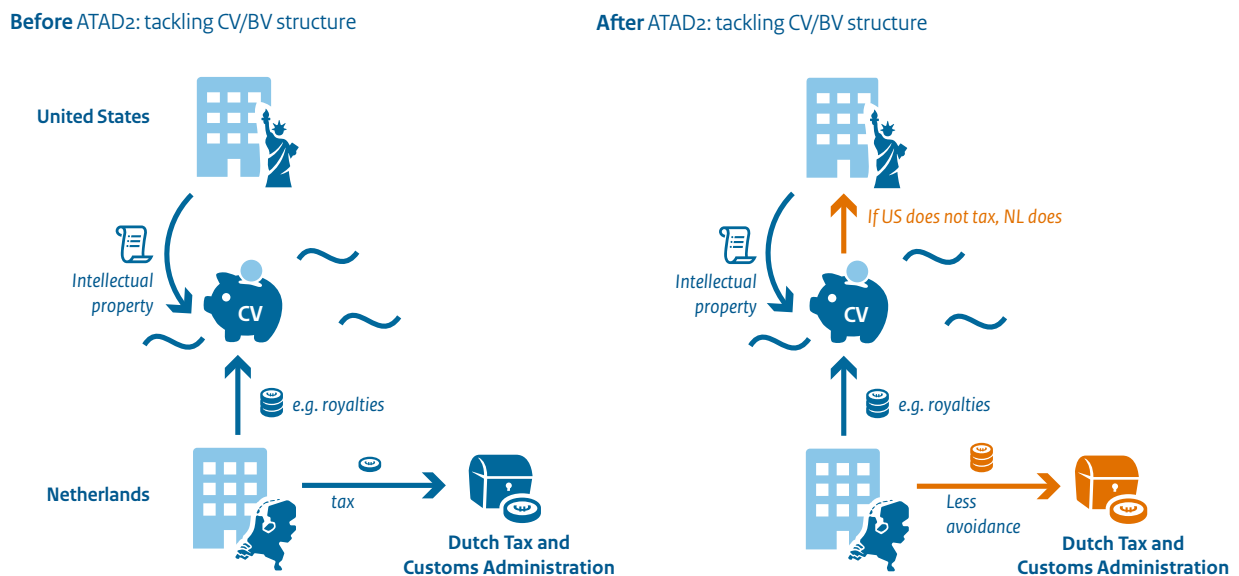 Before ATAD2: tackling CV/BV structure
United States
Intellectual
property
CV
e.g. royalties
Netherlands
tax
Dutch Tax and
Customs Administration
After ATAD2: tackling CV/BV structure
If US does not tax, NL does
Intellectual
property
CV
e.g. royalties
Less
avoidance
Dutch Tax and
Customs Administration